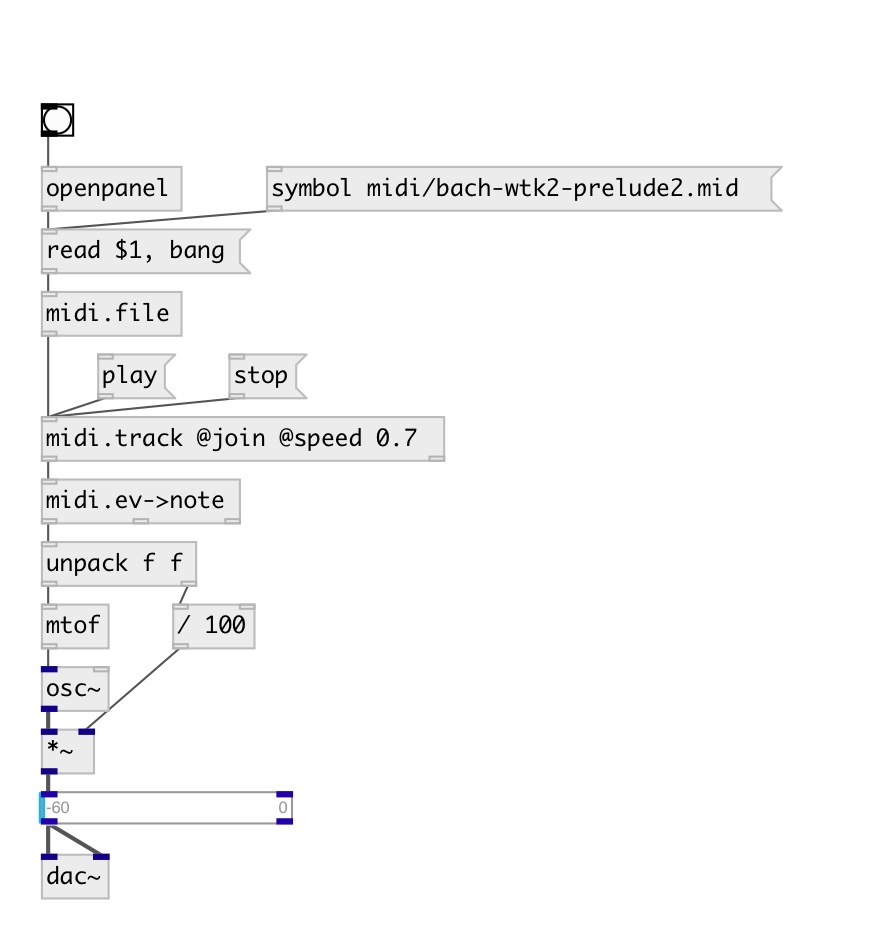 openpanel
symbol midi/bach-wtk2-prelude2.mid
read $1, bang
midi.file
play
stop
midi.track @join @speed 0.7
midi.ev->note
unpack f f
mtof
/ 100
osc~
*~
-60
0
dac~